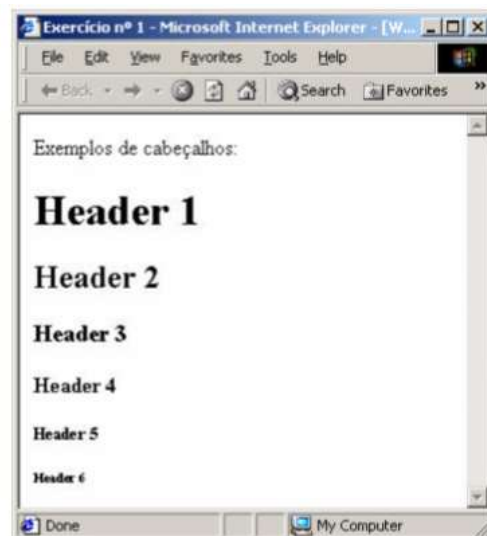 Exercício nº 1 - Microsoft Internet Explorer - [W...
File Edit View Favorites Tools Help
Back Search Favorites »
Exemplos de cabeçalhos:
Header 1
Header 2
Header 3
Header 4
Header 5
Header 6
Done My Computer